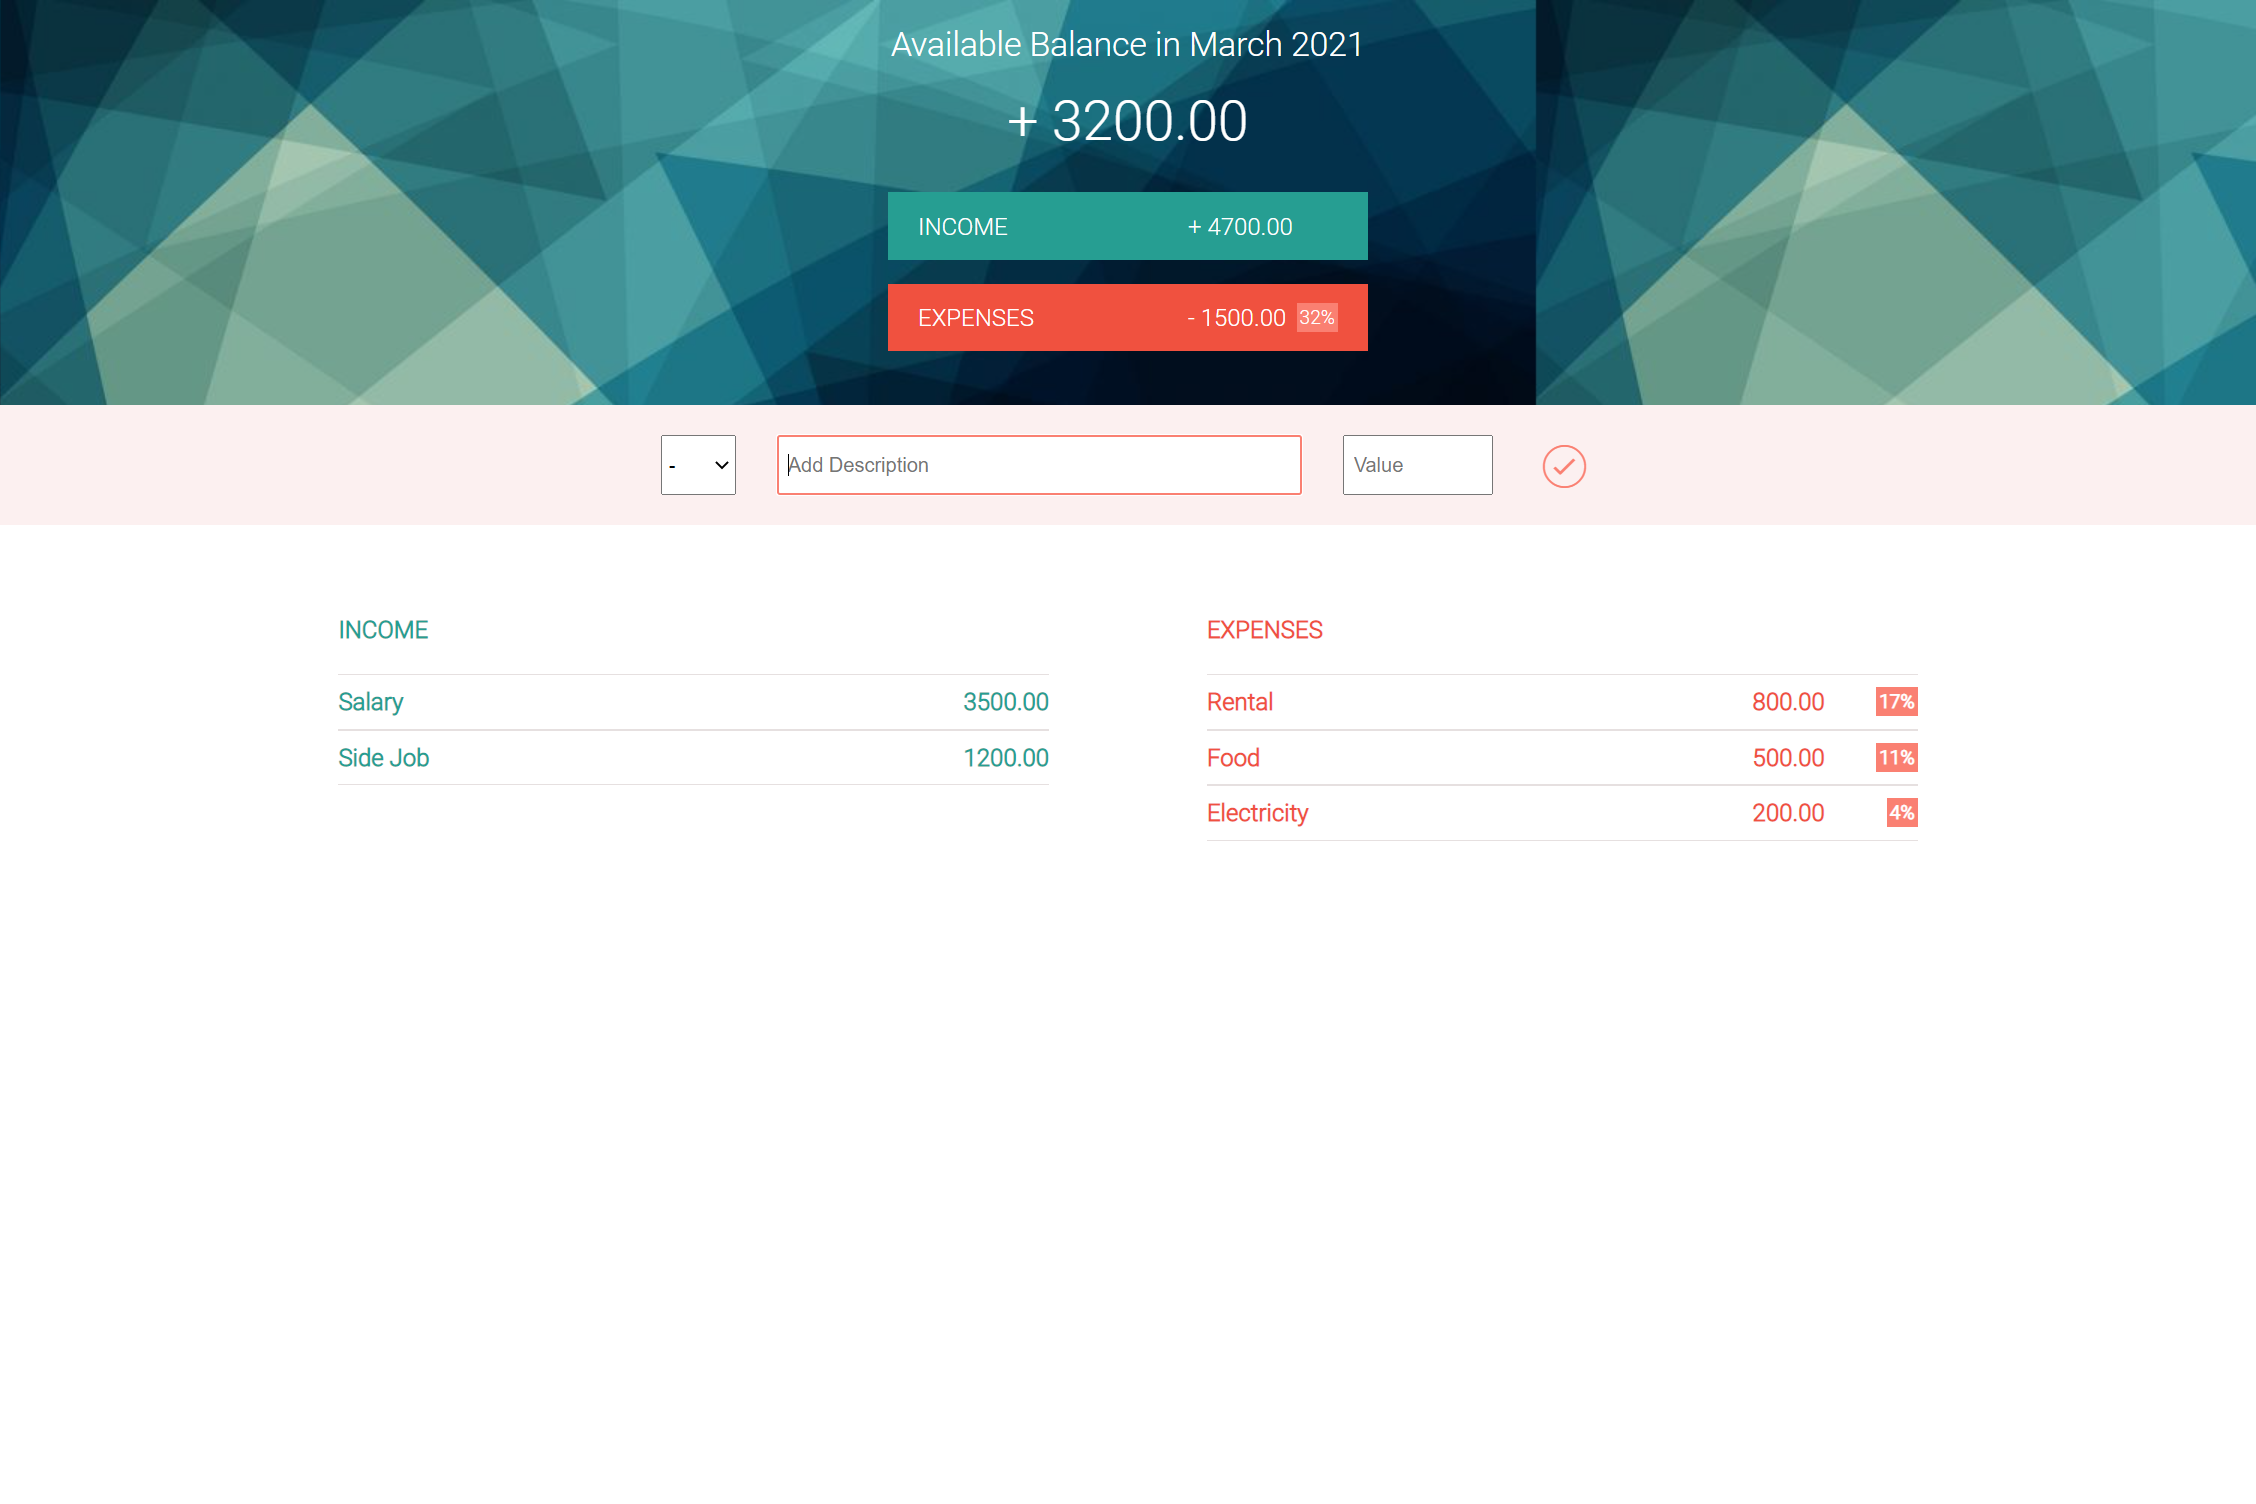 Available Balance in March 2021
+ 3200.00
INCOME + 4700.00
EXPENSES - 1500.00 32%
- Add Description Value
INCOME
Salary 3500.00
Side Job 1200.00
EXPENSES
Rental 800.00 17%
Food 500.00 11%
Electricity 200.00 4%